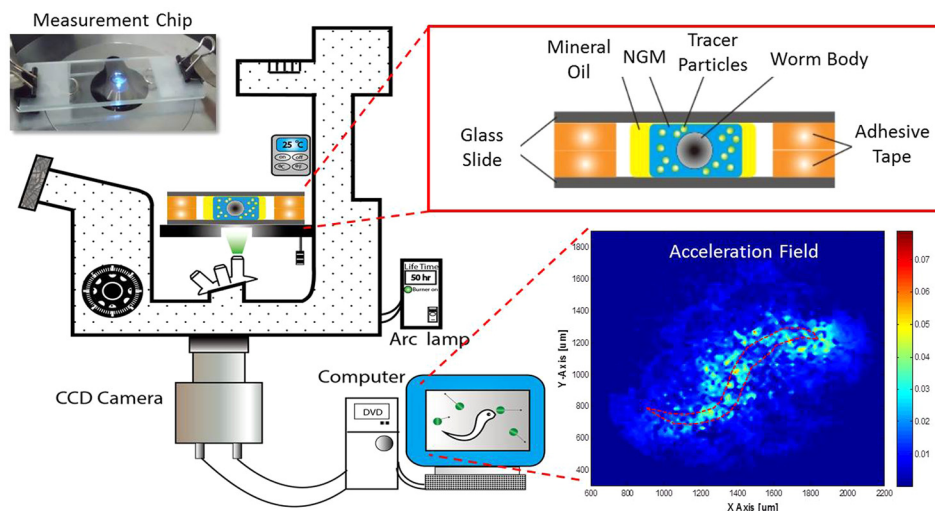 Measurement Chip
Mineral
Oil
NGM
Tracer
Particles
Worm Body
Glass
Slide
Adhesive
Tape
25 °C
on
off
Life Time
50 hr
Burner on
Arc lamp
CCD Camera
Computer
DVD
Acceleration Field
Y-Axis [um]
1800
1600
1400
1200
1000
800
600
400
600
800
1000
1200
1400
1600
1800
2000
2200
X Axis [um]
0.07
0.06
0.05
0.04
0.03
0.02
0.01